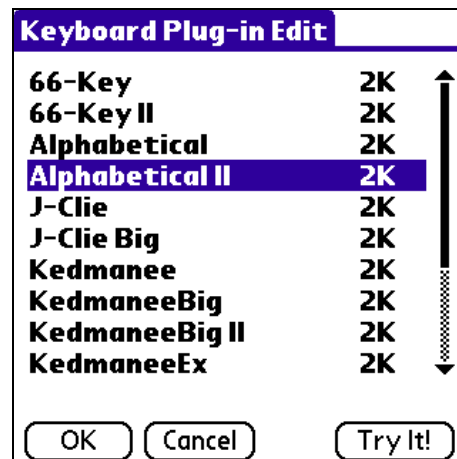 Keyboard Plug-in Edit
66-Key 2K
66-Key II 2K
Alphabetical 2K
Alphabetical II 2K
J-Clie 2K
J-Clie Big 2K
Kedmanee 2K
KedmaneeBig 2K
KedmaneeBig II 2K
KedmaneeEx 2K
OK Cancel Try It!